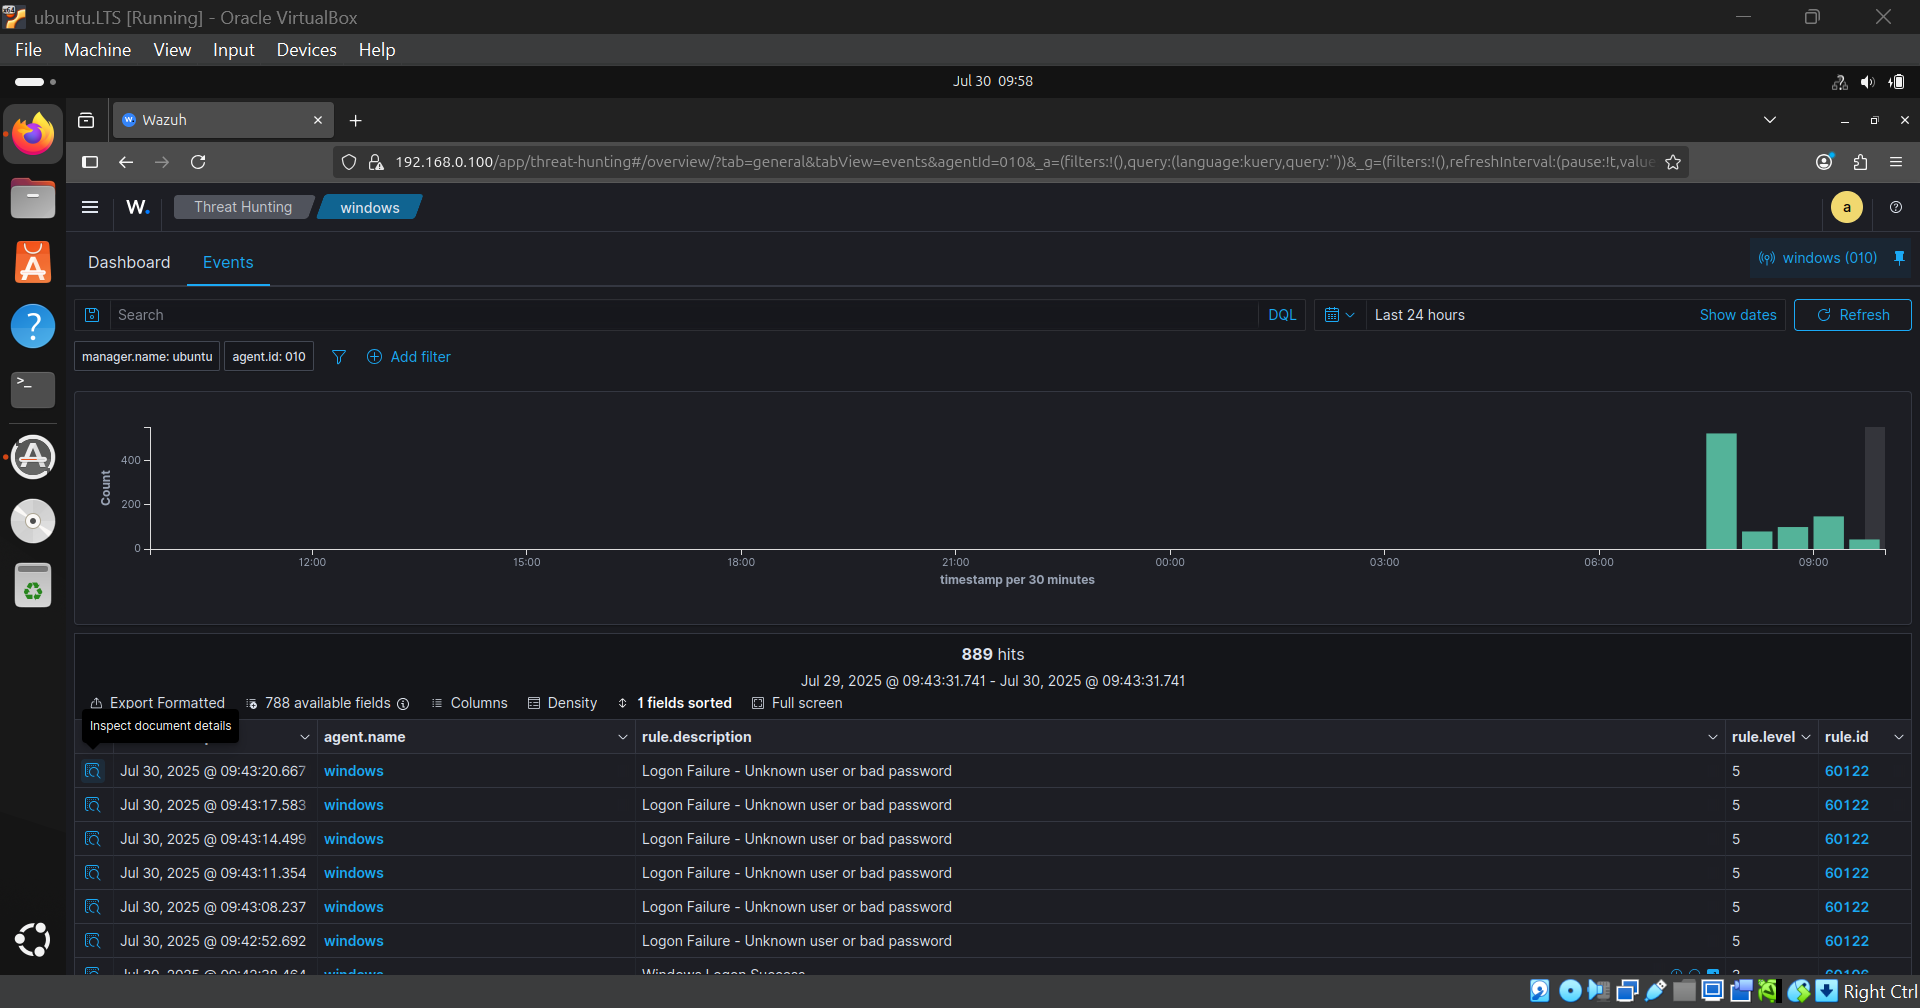 ubuntu.LTS [Running] - Oracle VirtualBox
File Machine View Input Devices Help
Jul 30 09:58
Wazuh
192.168.0.100/app/threat-hunting#/overview/?tab=general&tabView=events&agentId=010&_a=(filters:!(),query:(language:kuery,query:''))&_g=(filters:!(),refreshInterval:(pause:!t,value
W. Threat Hunting windows a
Dashboard Events windows (010)
Search DQL Last 24 hours Show dates Refresh
manager.name: ubuntu agent.id: 010 Add filter
Count
400
200
0
12:00 15:00 18:00 21:00 00:00 03:00 06:00 09:00
timestamp per 30 minutes
889 hits
Jul 29, 2025 @ 09:43:31.741 - Jul 30, 2025 @ 09:43:31.741
Export Formatted 788 available fields Columns Density 1 fields sorted Full screen
Inspect document details
agent.name rule.description rule.level rule.id
Jul 30, 2025 @ 09:43:20.667 windows Logon Failure - Unknown user or bad password 5 60122
Jul 30, 2025 @ 09:43:17.583 windows Logon Failure - Unknown user or bad password 5 60122
Jul 30, 2025 @ 09:43:14.499 windows Logon Failure - Unknown user or bad password 5 60122
Jul 30, 2025 @ 09:43:11.354 windows Logon Failure - Unknown user or bad password 5 60122
Jul 30, 2025 @ 09:43:08.237 windows Logon Failure - Unknown user or bad password 5 60122
Jul 30, 2025 @ 09:42:52.692 windows Logon Failure - Unknown user or bad password 5 60122
windows Windows Logon Success
Right Ctrl